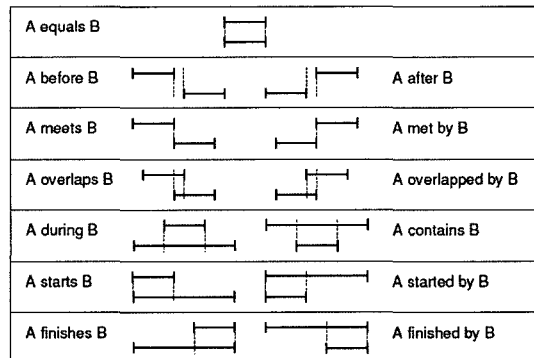 A equals B
A before B A after B
A meets B A met by B
A overlaps B A overlapped by B
A during B A contains B
A starts B A started by B
A finishes B A finished by B